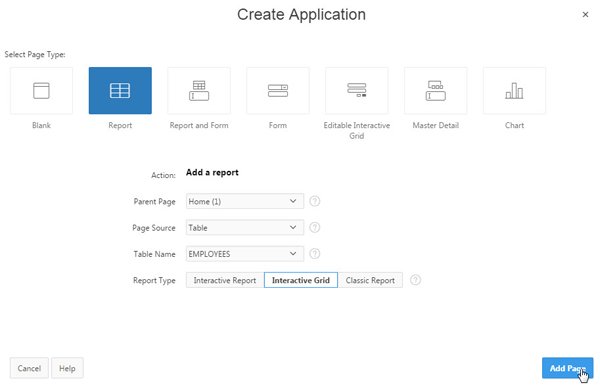 Create Application
×
Select Page Type:
Blank
Report
Report and Form
Form
Editable Interactive
Grid
Master Detail
Chart
Action: Add a report
Parent Page Home (1) ?
Page Source Table ?
Table Name EMPLOYEES ?
Report Type Interactive Report Interactive Grid Classic Report ?
Cancel Help Add Page